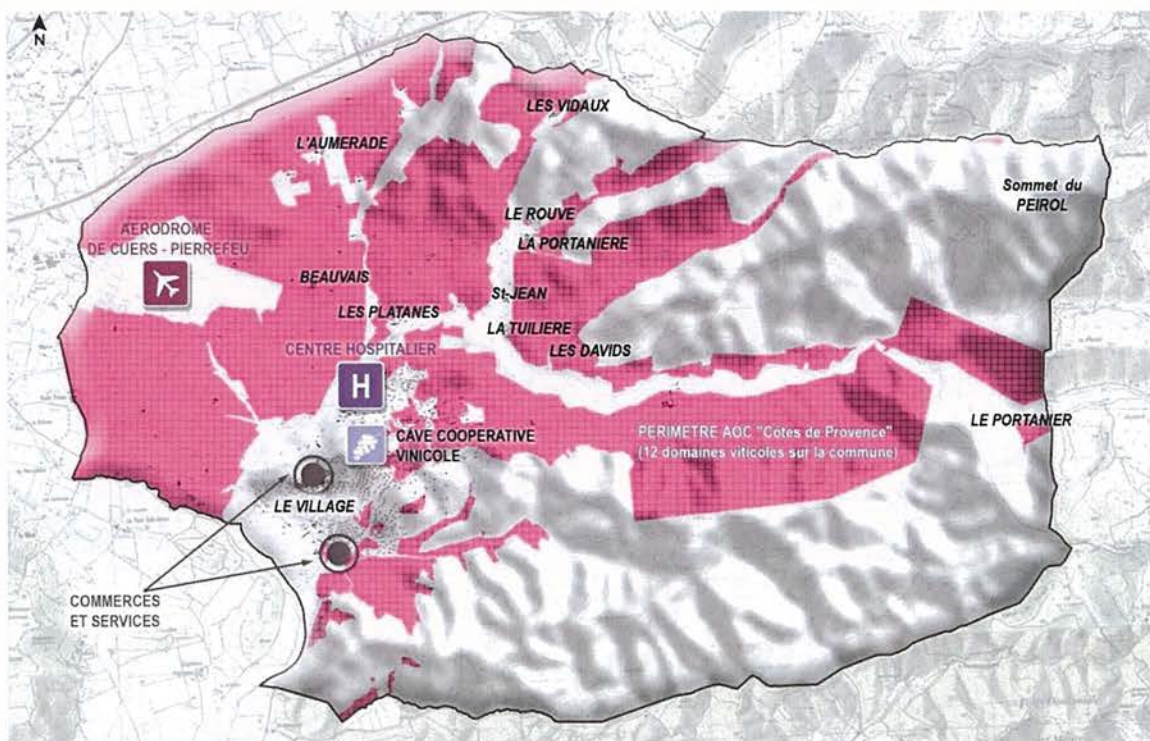 N
LES VIDAUX
L'AUMERADE
Sommet du
PEIROL
LE ROUVE
AERODROME
DE CUERS - PIERREFEU
LA PORTANIERE
BEAUVAIS
St-JEAN
LES PLATANES
LA TUILIERE
CENTRE HOSPITALIER
LES DAVIDS
H
LE PORTANIER
PERIMETRE AOC "Côtes de Provence"
(12 domaines viticoles sur la commune)
CAVE COOPERATIVE
VINICOLE
LE VILLAGE
COMMERCES
ET SERVICES